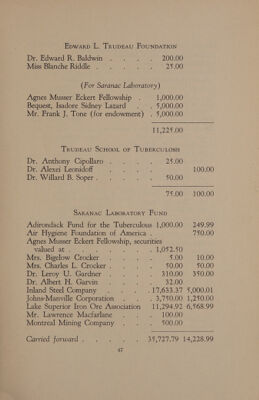 EDWARD L. TRUDEAU FOUNDATION
Dr. Edward R. Baldwin . . . . 200.00
Miss Blanche Riddle . . . . 25.00
(For Saranac Laboratory)
Agnes Musser Eckert Fellowship . . 1,000.00
Bequest, Isadore Sidney Lazard . . 5,000.00
Mr. Frank J. Tone (for endowment) . 5,000.00
11,225.00
TRUDEAU SCHOOL OF TUBERCULOSIS
Dr. Anthony Cipollaro . . . . 25.00
Dr. Alexei Leonidoff . . . . 100.00
Dr. Willard B. Soper . . . . . 50.00
75.00 100.00
SARANAC LABORATORY FUND
Adirondack Fund for the Tuberculous 1,000.00 249.99
Air Hygiene Foundation of America . 750.00
Agnes Musser Eckert Fellowship, securities
valued at . . . . . . 1,052.50
Mrs. Bigelow Crocker . . . . 5.00 10.00
Mrs. Charles L. Crocker . . . . 50.00 50.00
Dr. Leroy U. Gardner . . . . 310.00 350.00
Dr. Albert H. Garvin . . . . 32.00
Inland Steel Company . . . . 17,633.37 5,000.01
Johns-Manville Corporation . . . 3,750.00 1,250.00
Lake Superior Iron Ore Association 11,294.92 6,568.99
Mr. Lawrence Macfarlane . . . 100.00
Montreal Mining Company . . . 500.00
Carried forward . . . . . 35,727.79 14,228.99
67